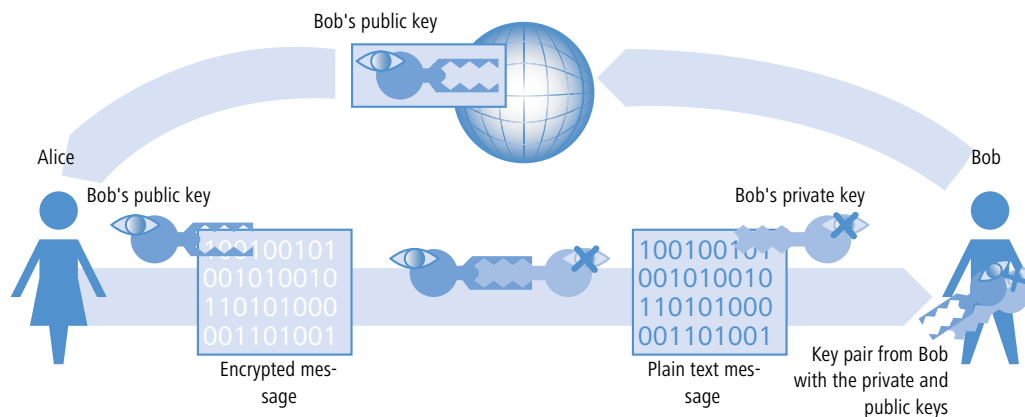 Bob's public key
Alice
Bob
Bob's public key
Bob's private key
100100101
001010010
110101000
001101001
100100101
001010010
110101000
001101001
Encrypted mes-
sage
Plain text mes-
sage
Key pair from Bob
with the private and
public keys